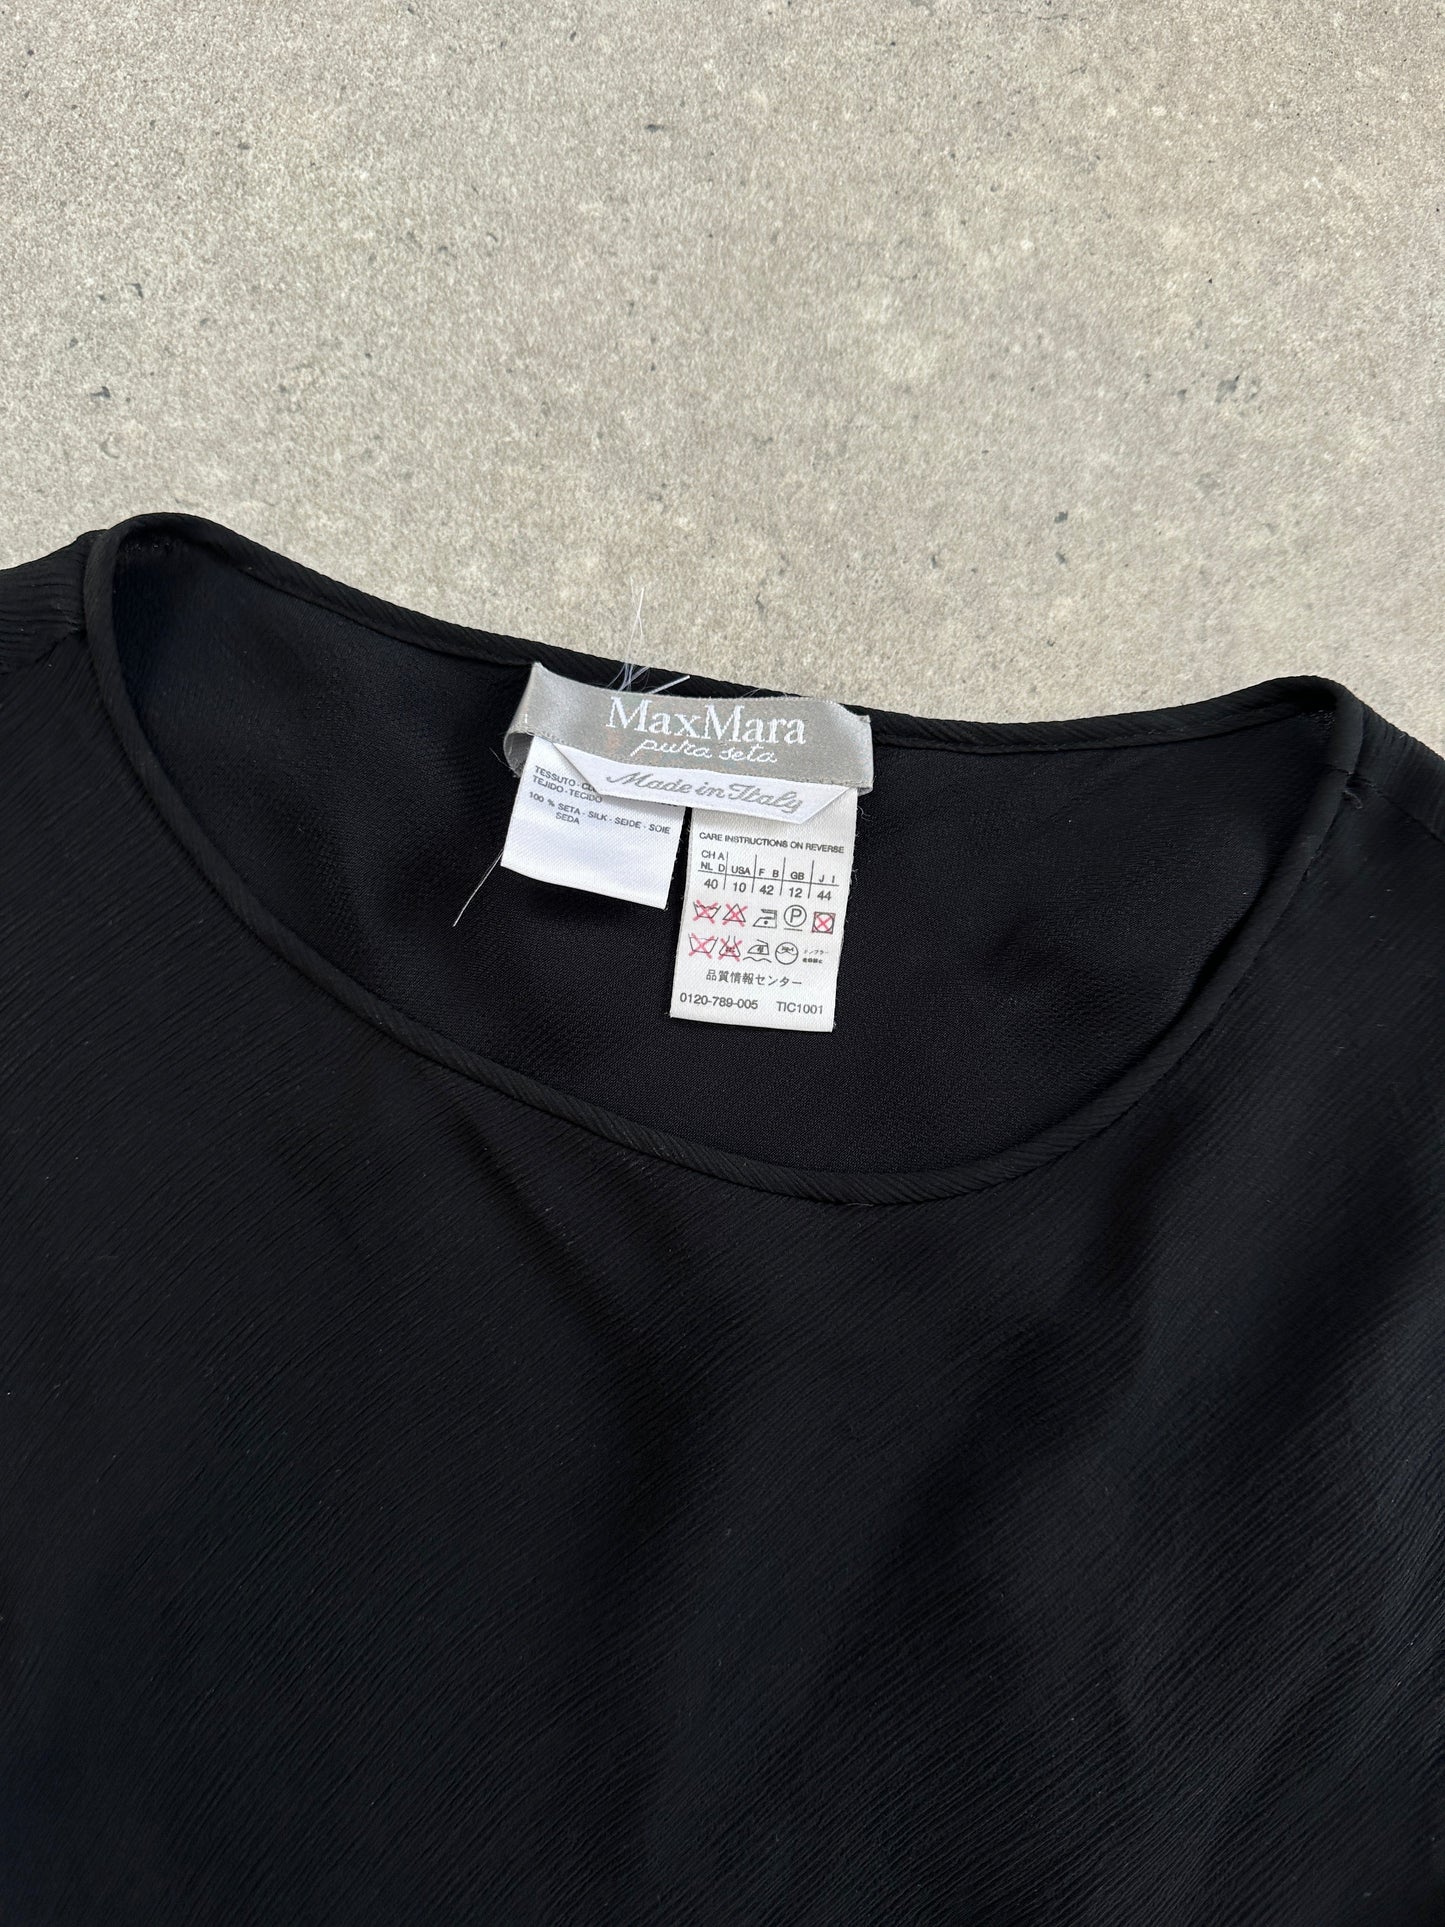 MaxMara
pura seta
Made in Italy
TESSUTO -
TEJIDO - TECIDO
100 % SETA - SILK - SEIDE - SOIE
SEDA
CARE INSTRUCTIONS ON REVERSE
CH A
NL D USA F B GB J I
40 10 42 12 44
P
品質情報センター
0120-789-005 TIC1001